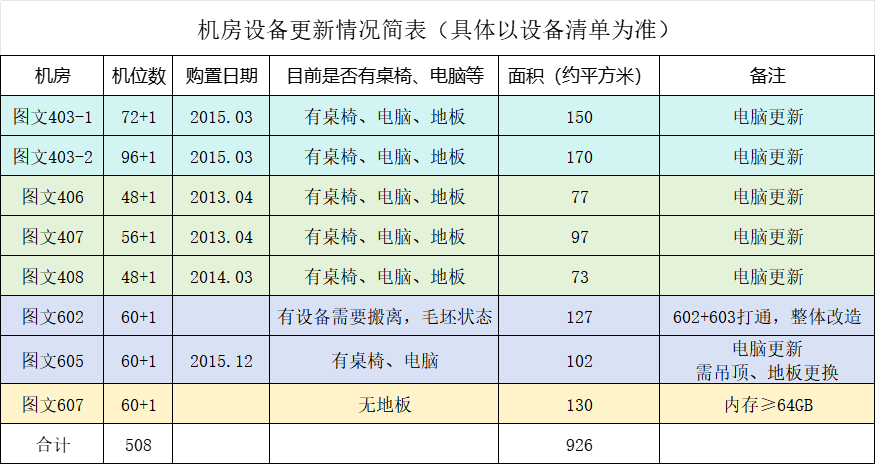 机房设备更新情况简表（具体以设备清单为准）
机房 机位数 购置日期 目前是否有桌椅、电脑等 面积（约平方米） 备注
图文403-1 72+1 2015.03 有桌椅、电脑、地板 150 电脑更新
图文403-2 96+1 2015.03 有桌椅、电脑、地板 170 电脑更新
图文406 48+1 2013.04 有桌椅、电脑、地板 77 电脑更新
图文407 56+1 2013.04 有桌椅、电脑、地板 97 电脑更新
图文408 48+1 2014.03 有桌椅、电脑、地板 73 电脑更新
图文602 60+1 有设备需要搬离，毛坯状态 127 602+603打通，整体改造
图文605 60+1 2015.12 有桌椅、电脑 102 电脑更新
需吊顶、地板更换
图文607 60+1 无地板 130 内存≥64GB
合计 508 926